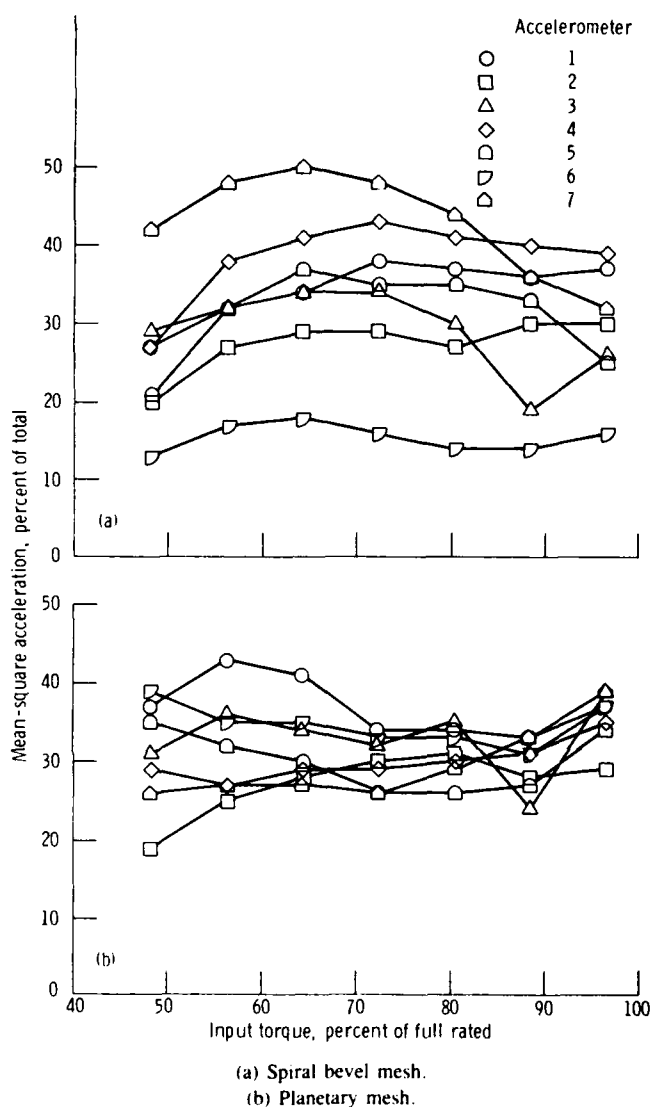 Accelerometer
1
2
3
4
5
6
7
Mean-square acceleration, percent of total
50
40
30
20
10
0
(a)
50
40
30
20
10
0
(b)
40 50 60 70 80 90 100
Input torque, percent of full rated
(a) Spiral bevel mesh.
(b) Planetary mesh.